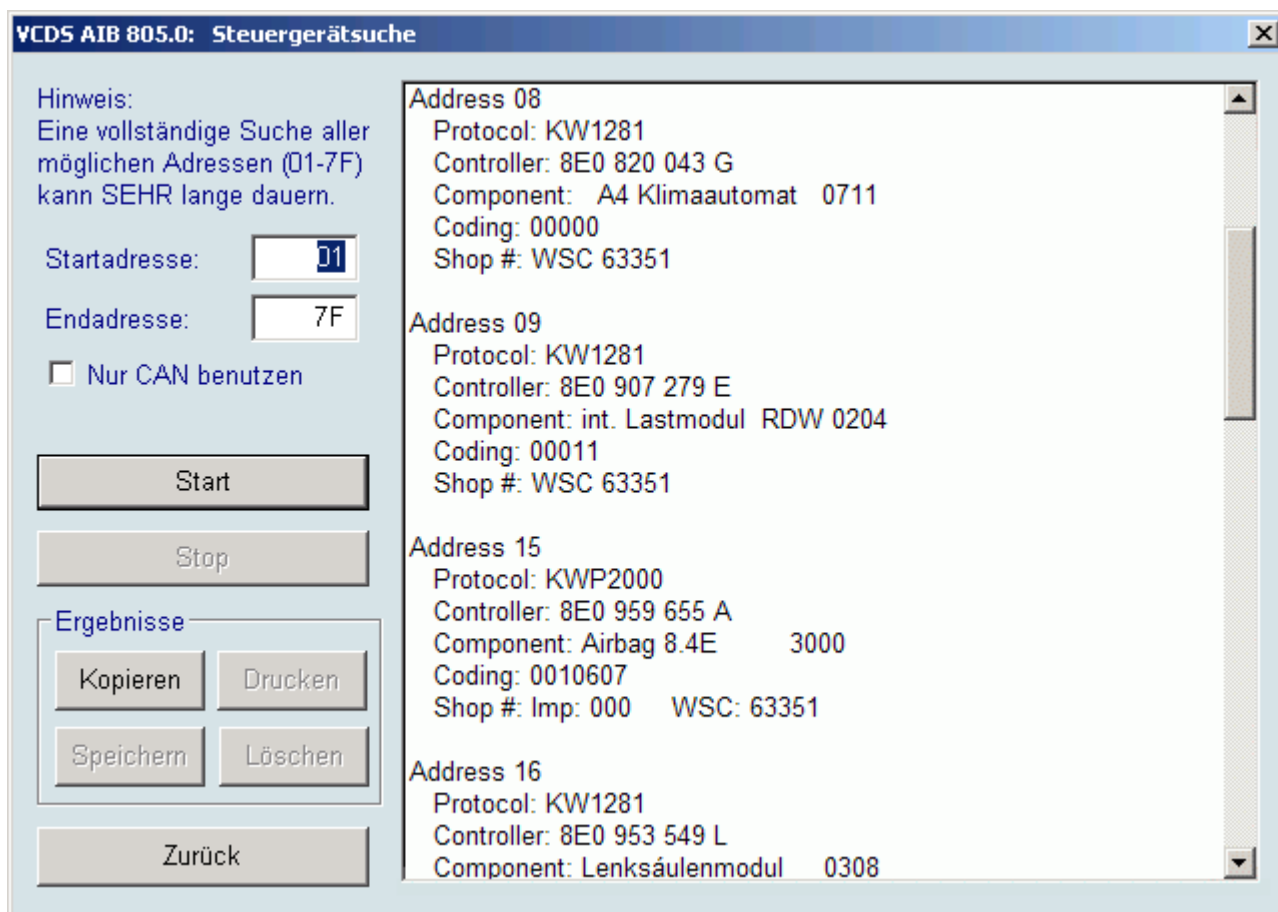 VCDS AIB 805.0: Steuergerätsuche
Hinweis:
Eine vollständige Suche aller
möglichen Adressen (01-7F)
kann SEHR lange dauern.
Startadresse: 01
Endadresse: 7F
Nur CAN benutzen
Start
Stop
Ergebnisse
Kopieren Drucken
Speichern Löschen
Zurück
Address 08
Protocol: KW1281
Controller: 8E0 820 043 G
Component: A4 Klimaautomat 0711
Coding: 00000
Shop #: WSC 63351
Address 09
Protocol: KW1281
Controller: 8E0 907 279 E
Component: int. Lastmodul RDW 0204
Coding: 00011
Shop #: WSC 63351
Address 15
Protocol: KWP2000
Controller: 8E0 959 655 A
Component: Airbag 8.4E 3000
Coding: 0010607
Shop #: Imp: 000 WSC: 63351
Address 16
Protocol: KW1281
Controller: 8E0 953 549 L
Component: Lenksáulenmodul 0308